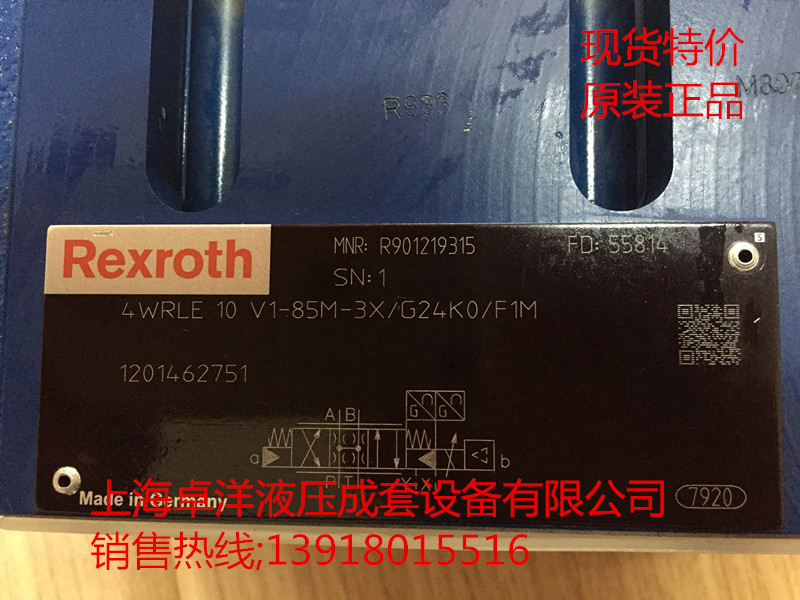 现货特价
原装正品
R833
M807
Rexroth
MNR: R901219315
FD: 55814
SN: 1
4WRLE 10 V1-85M-3X/G24K0/F1M
1201462751
A B
G G
a
b
P T
X Y
Made in Germany
7920
上海卓洋液压成套设备有限公司
销售热线;13918015516